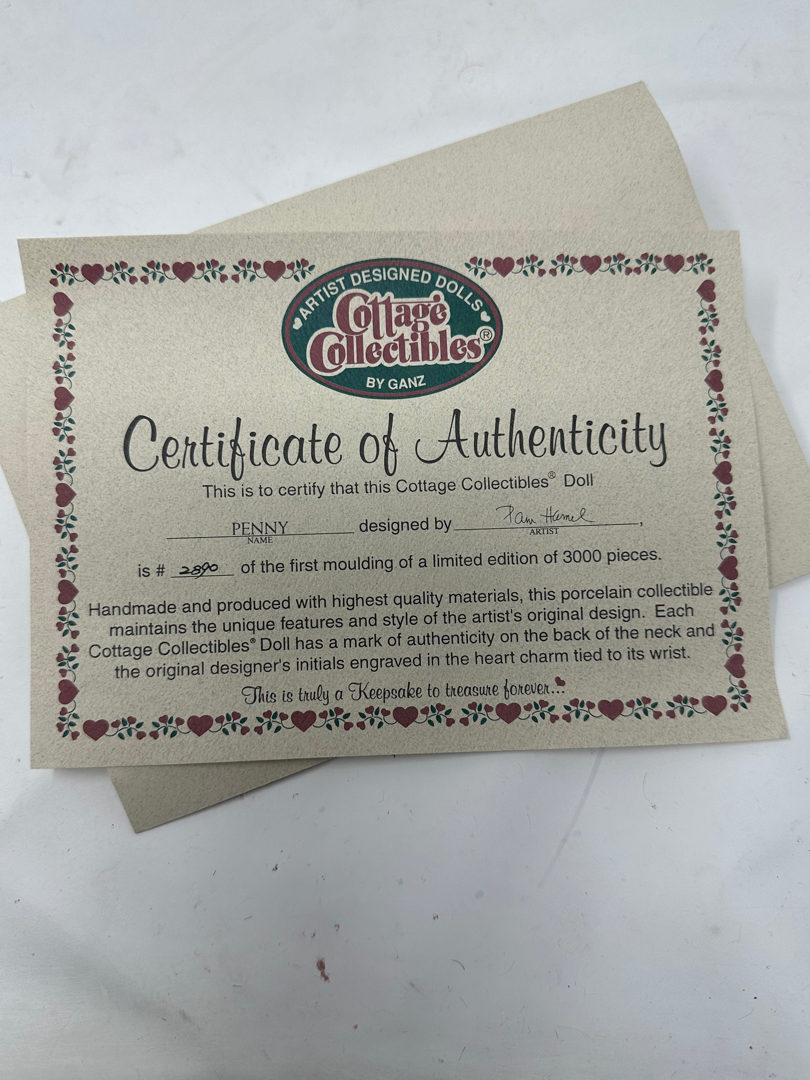 ARTIST DESIGNED DOLLS
Cottage
Collectibles®
BY GANZ
Certificate of Authenticity
This is to certify that this Cottage Collectibles® Doll
PENNY designed by Pam Hamel,
NAME ARTIST
is # 2890 of the first moulding of a limited edition of 3000 pieces.
Handmade and produced with highest quality materials, this porcelain collectible
maintains the unique features and style of the artist's original design. Each
Cottage Collectibles® Doll has a mark of authenticity on the back of the neck and
the original designer's initials engraved in the heart charm tied to its wrist.
This is truly a Keepsake to treasure forever...